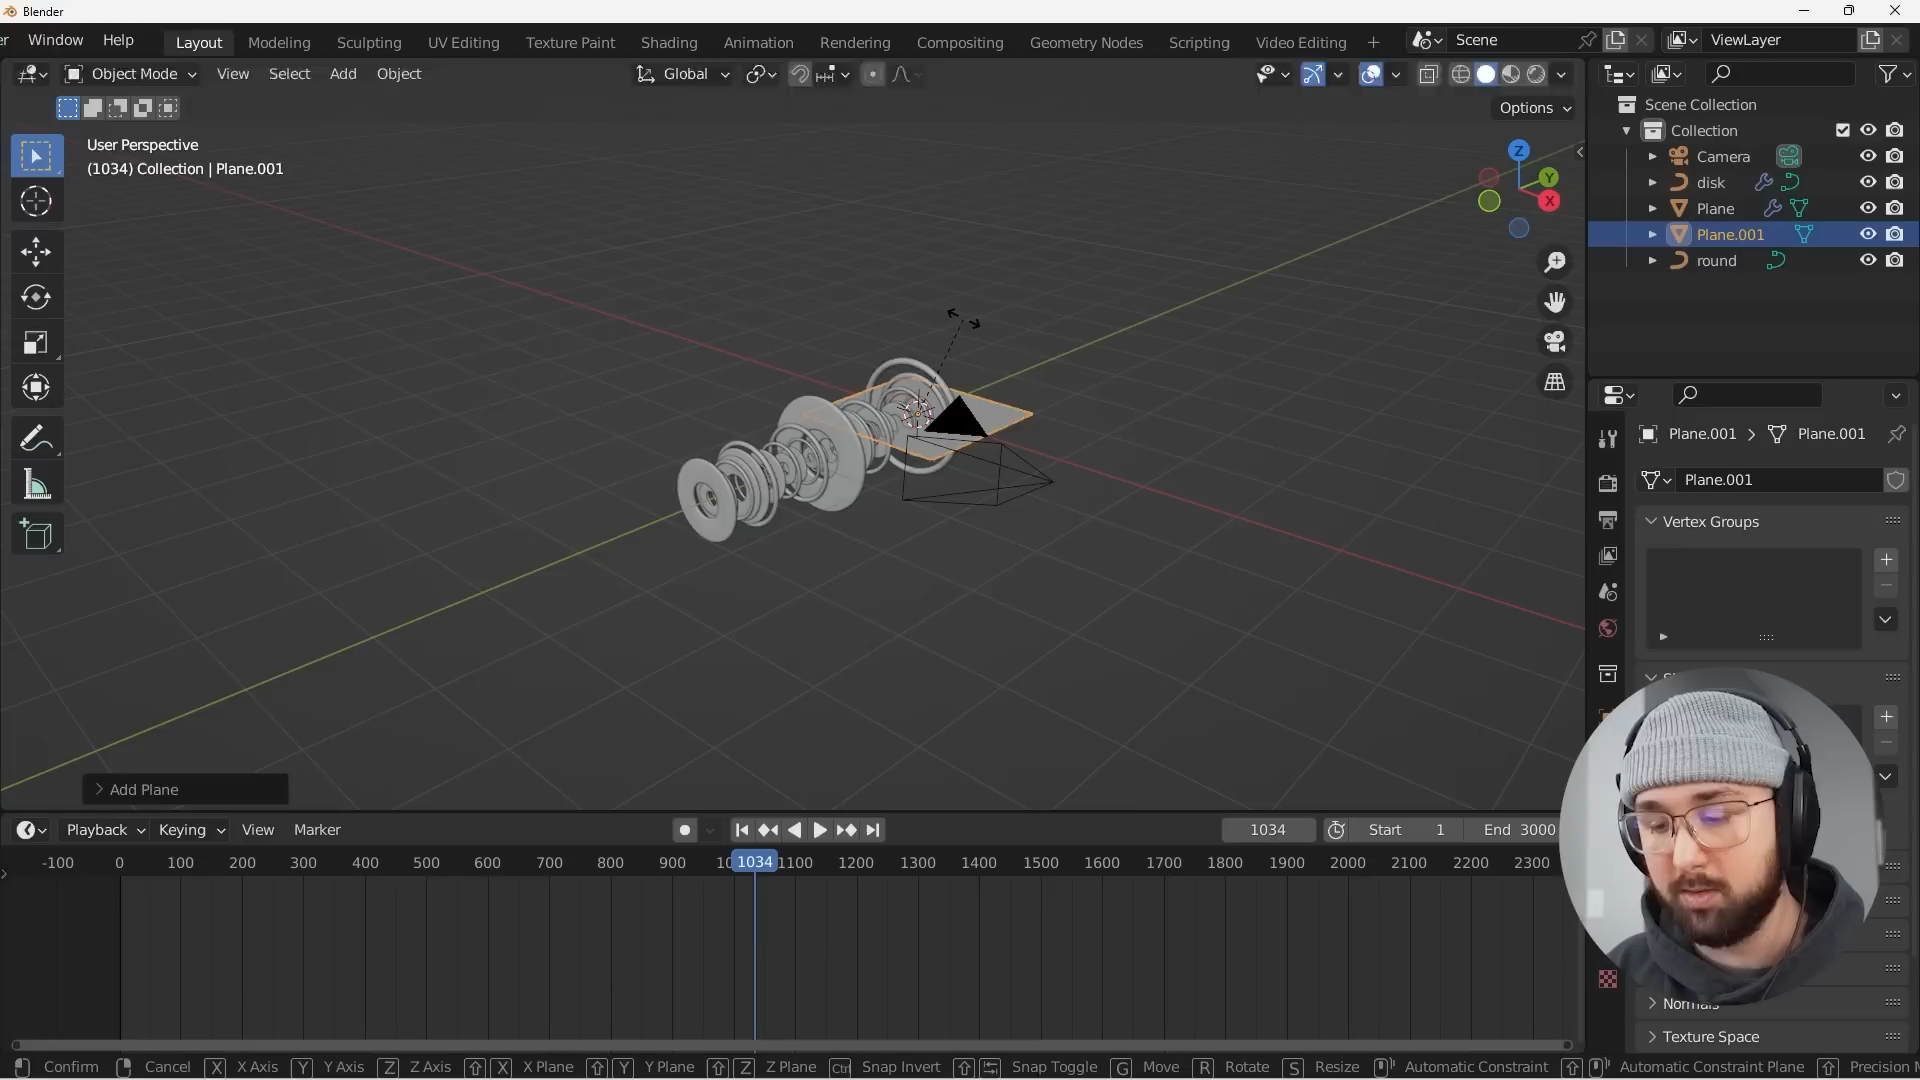 Blender
er Window Help Layout Modeling Sculpting UV Editing Texture Paint Shading Animation Rendering Compositing Geometry Nodes Scripting Video Editing + Scene ViewLayer
Object Mode View Select Add Object Global
Options
User Perspective
(1034) Collection | Plane.001
Z
Y
X
Scene Collection
Collection
Camera
disk
Plane
Plane.001
round
Plane.001 > Plane.001
Plane.001
Vertex Groups
Normals
Texture Space
> Add Plane
Playback Keying View Marker 1034 Start 1 End 3000
-100 0 100 200 300 400 500 600 700 800 900 1034 1100 1200 1300 1400 1500 1600 1700 1800 1900 2000 2100 2200 2300
Confirm Cancel X X Axis Y Y Axis Z Z Axis X X Plane Y Y Plane Z Z Plane Ctrl Snap Invert Snap Toggle G Move R Rotate S Resize Automatic Constraint Automatic Constraint Plane Precision